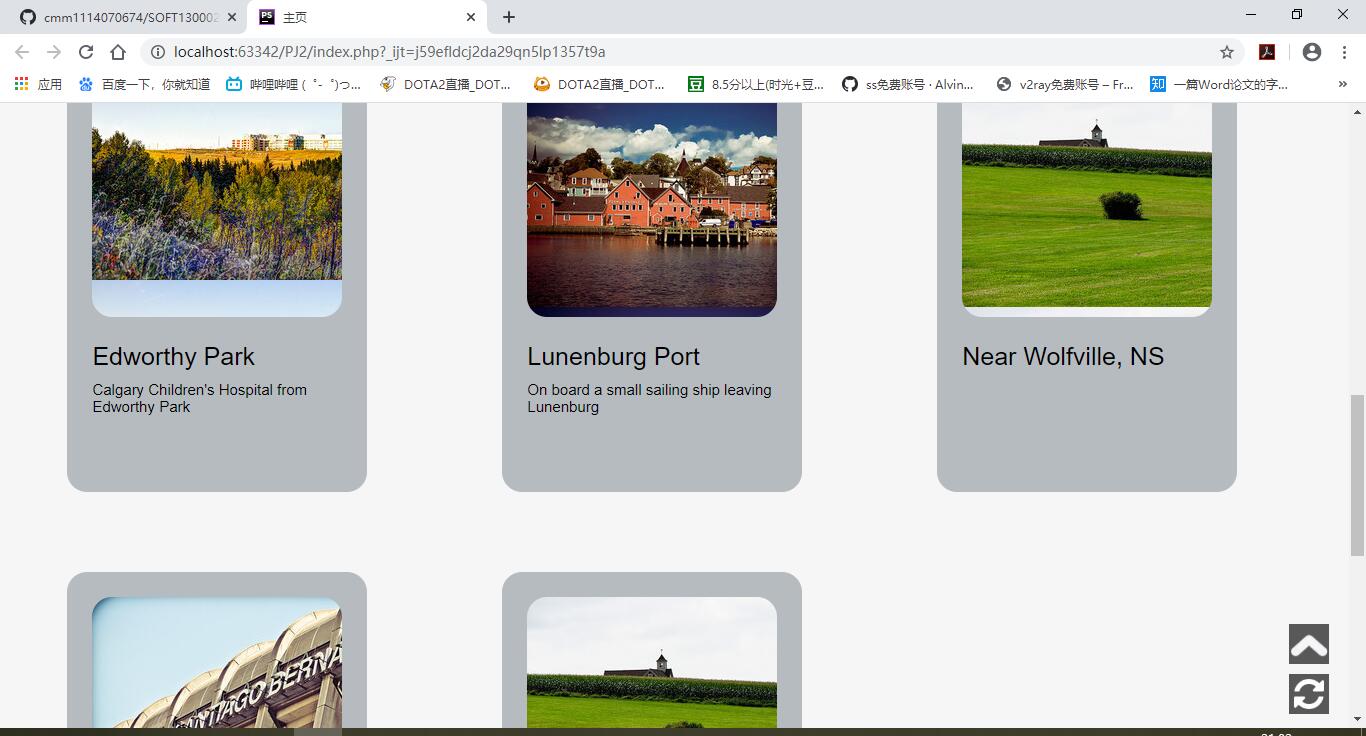 cmm1114070674/SOFT130002
主页
localhost:63342/PJ2/index.php?_ijt=j59efldcj2da29qn5lp1357t9a
应用
百度一下，你就知道
哔哩哔哩 (゜-゜)つ...
DOTA2直播_DOT...
DOTA2直播_DOT...
8.5分以上(时光+豆...
ss免费账号 · Alvin...
v2ray免费账号 – Fr...
一篇Word论文的字...
»
Edworthy Park
Calgary Children's Hospital from
Edworthy Park
Lunenburg Port
On board a small sailing ship leaving
Lunenburg
Near Wolfville, NS
ANTIAGO BERNA